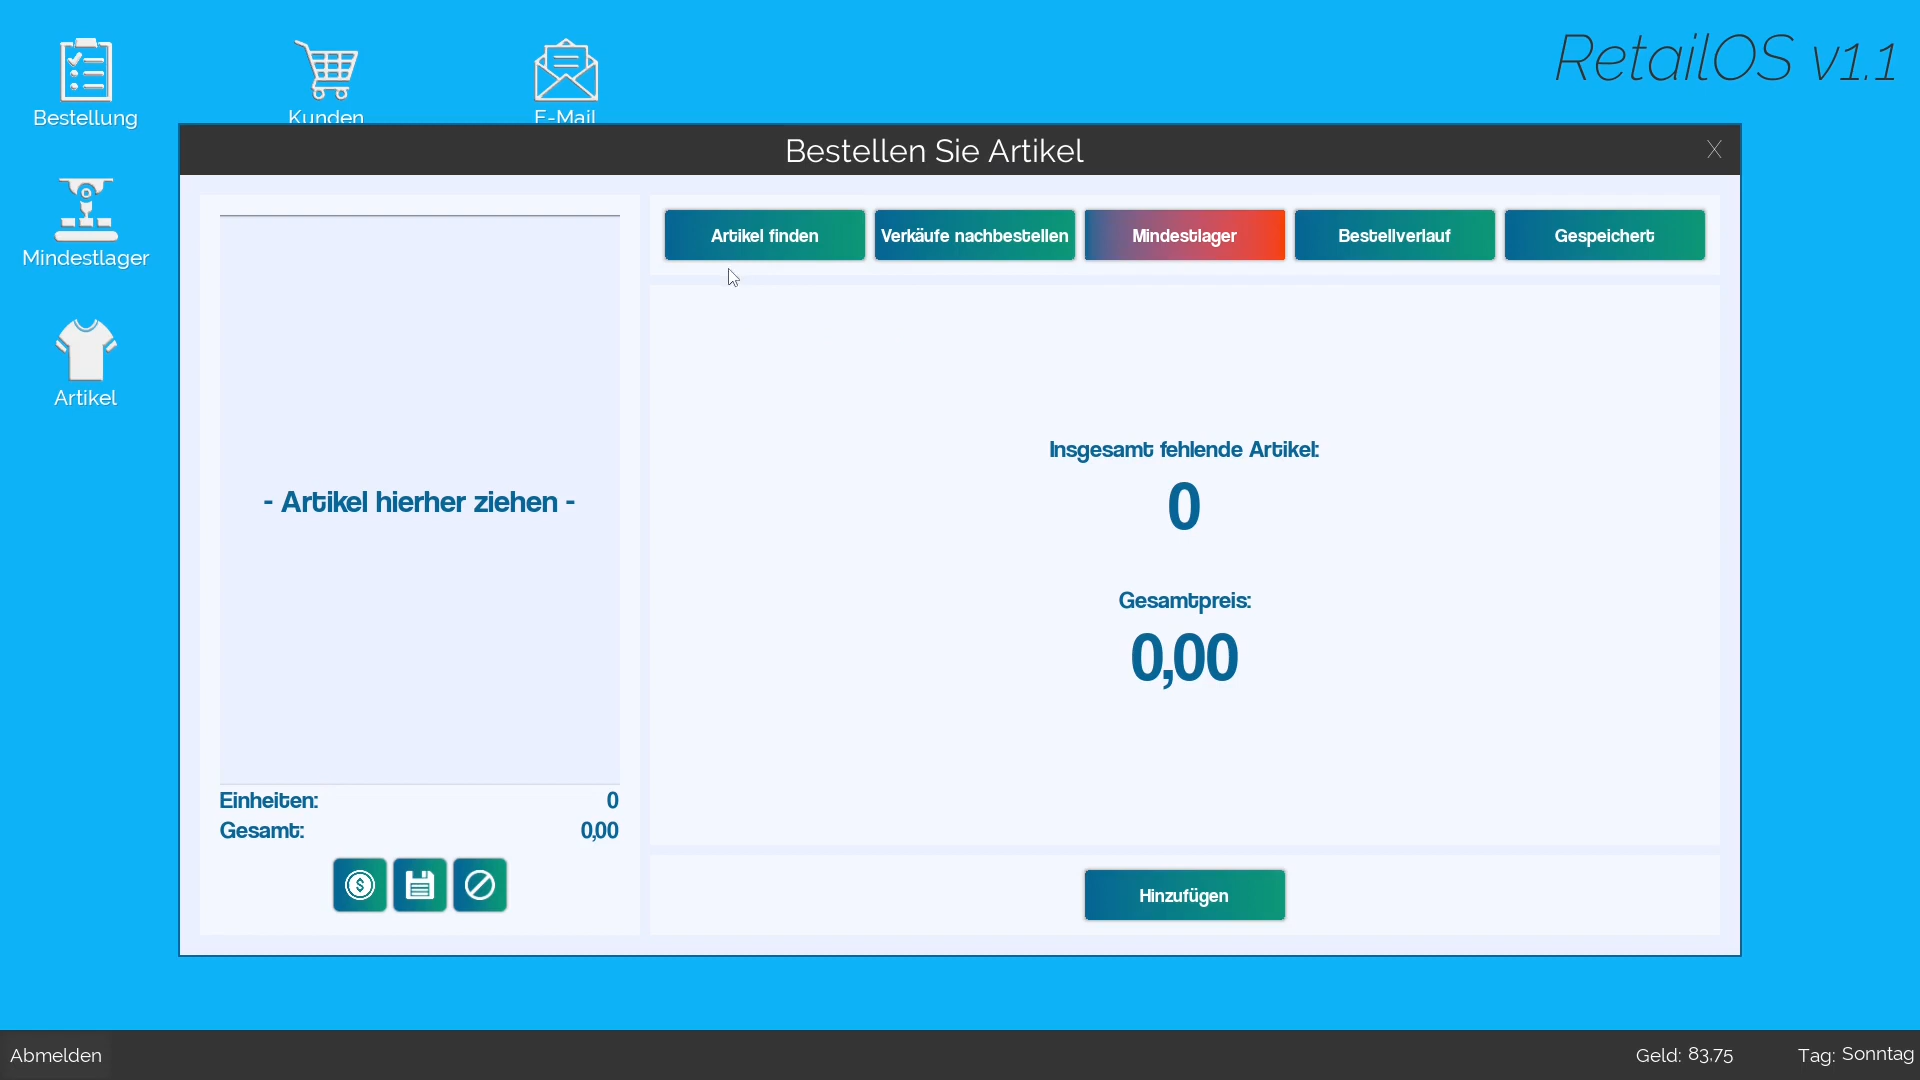 RetailOS v1.1
Bestellung
Kunden
E-Mail
Mindestlager
Artikel
Bestellen Sie Artikel
X
- Artikel hierher ziehen -
Einheiten: 0
Gesamt: 0,00
Artikel finden
Verkäufe nachbestellen
Mindestlager
Bestellverlauf
Gespeichert
Insgesamt fehlende Artikel:
0
Gesamtpreis:
0,00
Hinzufügen
Abmelden
Geld: 83,75
Tag: Sonntag